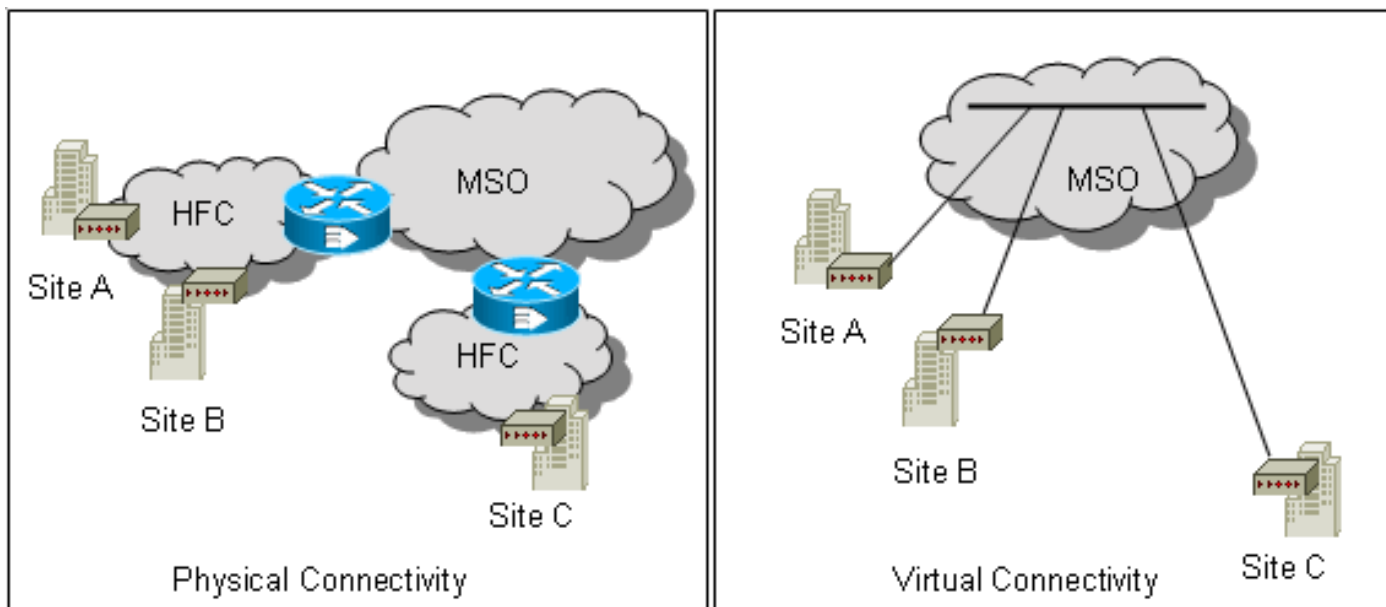 MSO
HFC
Site A
HFC
Site B
Site C
Physical Connectivity
MSO
Site A
Site B
Site C
Virtual Connectivity